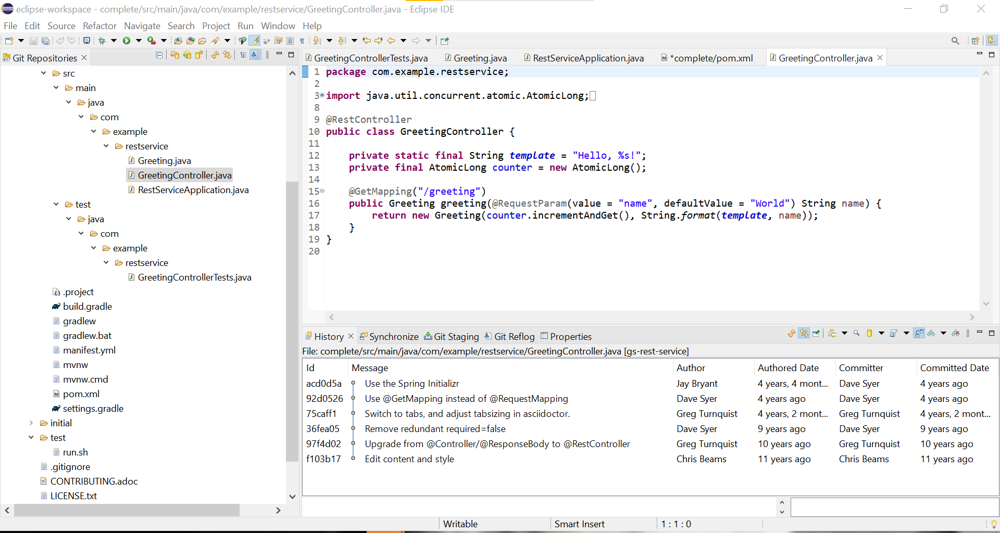 eclipse-workspace - complete/src/main/java/com/example/restservice/GreetingController.java - Eclipse IDE
File Edit Source Refactor Navigate Search Project Run Window Help
Git Repositories
src
main
java
com
example
restservice
Greeting.java
GreetingController.java
RestServiceApplication.java
test
java
com
example
restservice
GreetingControllerTests.java
.project
build.gradle
gradlew
gradlew.bat
manifest.yml
mvnw
mvnw.cmd
pom.xml
settings.gradle
initial
test
run.sh
.gitignore
CONTRIBUTING.adoc
LICENSE.txt
GreetingControllerTests.java Greeting.java RestServiceApplication.java *complete/pom.xml GreetingController.java
1 package com.example.restservice;
2
3 import java.util.concurrent.atomic.AtomicLong;
8
9 @RestController
10 public class GreetingController {
11
12 private static final String template = "Hello, %s!";
13 private final AtomicLong counter = new AtomicLong();
14
15 @GetMapping("/greeting")
16 public Greeting greeting(@RequestParam(value = "name", defaultValue = "World") String name) {
17 return new Greeting(counter.incrementAndGet(), String.format(template, name));
18 }
19 }
20
History Synchronize Git Staging Git Reflog Properties
File: complete/src/main/java/com/example/restservice/GreetingController.java [gs-rest-service]
Id Message Author Authored Date Committer Committed Date
acd0d5a Use the Spring Initializr Jay Bryant 4 years, 4 mont... Dave Syer 4 years ago
92d0526 Use @GetMapping instead of @RequestMapping Dave Syer 4 years ago Dave Syer 4 years ago
75caff1 Switch to tabs, and adjust tabsizing in asciidoctor. Greg Turnquist 4 years, 2 mont... Greg Turnquist 4 years, 2 mont...
36fea05 Remove redundant required=false Dave Syer 9 years ago Dave Syer 9 years ago
97f4d02 Upgrade from @Controller/@ResponseBody to @RestController Greg Turnquist 10 years ago Greg Turnquist 10 years ago
f103b17 Edit content and style Chris Beams 11 years ago Chris Beams 11 years ago
Writable Smart Insert 1 : 1 : 0